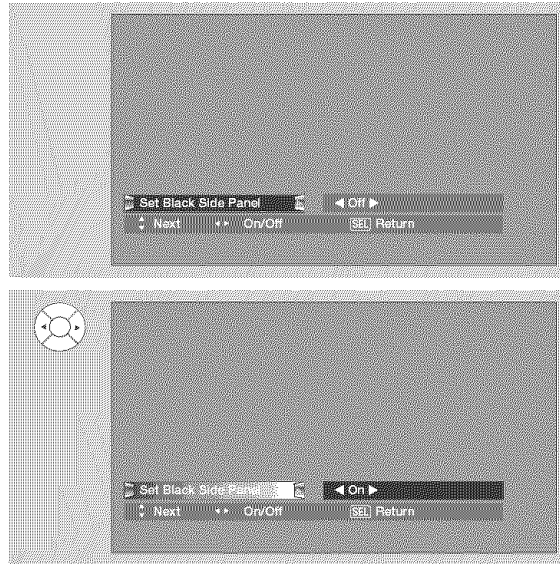 Set Black Side Panel ◀ Off ▶
Next On/Off SEL Return
Set Black Side Panel ◀ On ▶
Next On/Off SEL Return